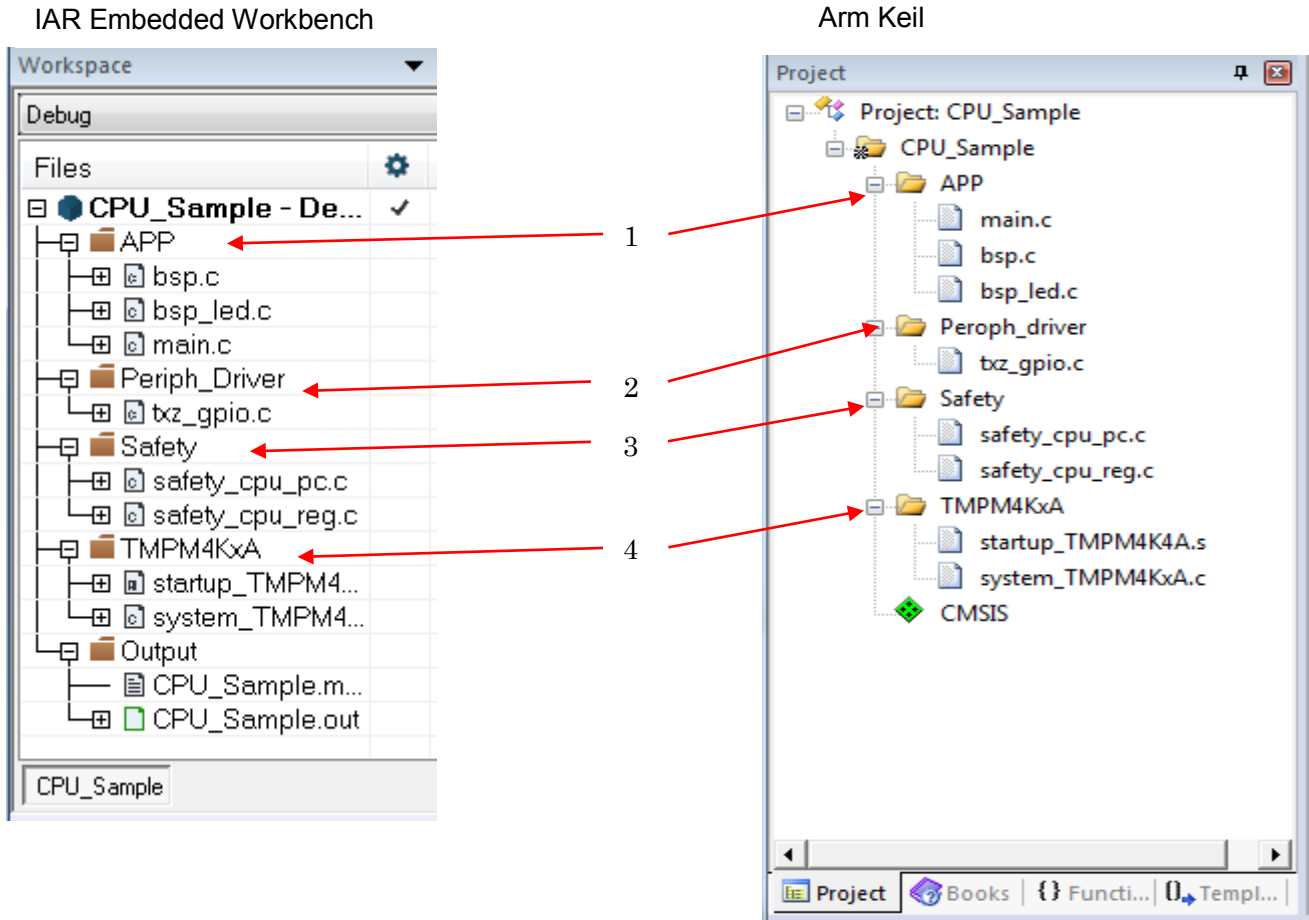 IAR Embedded Workbench
Workspace
Debug
Files
CPU_Sample - De...
APP
bsp.c
bsp_led.c
main.c
Periph_Driver
txz_gpio.c
Safety
safety_cpu_pc.c
safety_cpu_reg.c
TMPM4KxA
startup_TMPM4...
system_TMPM4...
Output
CPU_Sample.m...
CPU_Sample.out
CPU_Sample
1
2
3
4
Arm Keil
Project
Project: CPU_Sample
CPU_Sample
APP
main.c
bsp.c
bsp_led.c
Peroph_driver
txz_gpio.c
Safety
safety_cpu_pc.c
safety_cpu_reg.c
TMPM4KxA
startup_TMPM4K4A.s
system_TMPM4KxA.c
CMSIS
Project Books {} Functi... 0 Templ...